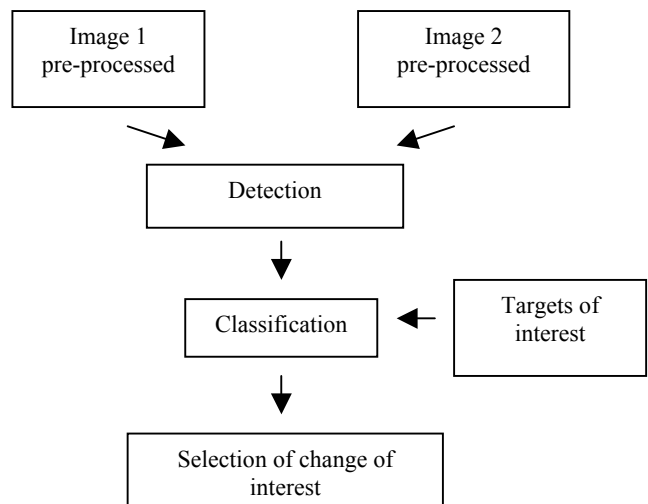 Image 1
pre-processed
Image 2
pre-processed
Detection
Classification
Targets of
interest
Selection of change of
interest